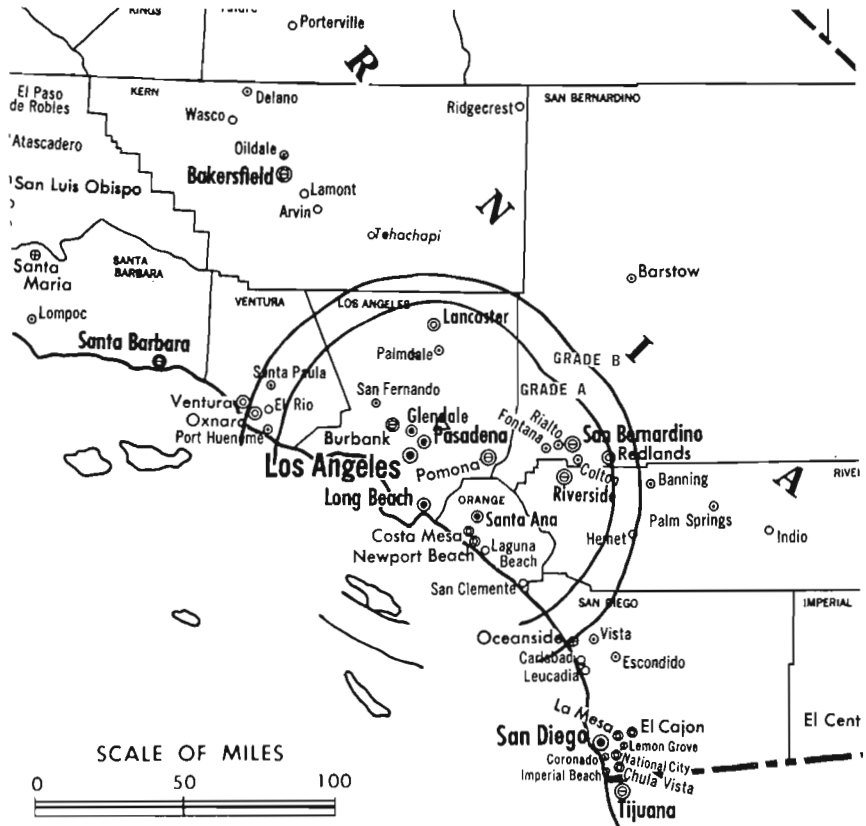 KINGS
TULARE
Porterville
R
El Paso
de Robles
KERN
Delano
Ridgecrest
SAN BERNARDINO
Wasco
Atascadero
Oildale
Bakersfield
San Luis Obispo
Lamont
Arvin
N
Tehachapi
Santa
Maria
SANTA
BARBARA
Barstow
VENTURA
LOS ANGELES
Lompoc
Lancaster
Santa Barbara
Palmdale
GRADE B
I
Santa Paula
GRADE A
San Fernando
Ventura
El Rio
Oxnard
Glendale
Rialto
Port Hueneme
Burbank
Pasadena
Fontana
San Bernardino
Redlands
Los Angeles
Pomona
Colton
A
RIVE
Banning
Riverside
Long Beach
ORANGE
Santa Ana
Palm Springs
Costa Mesa
Hemet
Indio
Newport Beach
Laguna
Beach
San Clemente
SAN DIEGO
IMPERIAL
Oceanside
Vista
Carlsbad
Escondido
Leucadia
La Mesa
El Cajon
El Cent
San Diego
Lemon Grove
SCALE OF MILES
Coronado
National City
Imperial Beach
Chula Vista
0 50 100
Tijuana